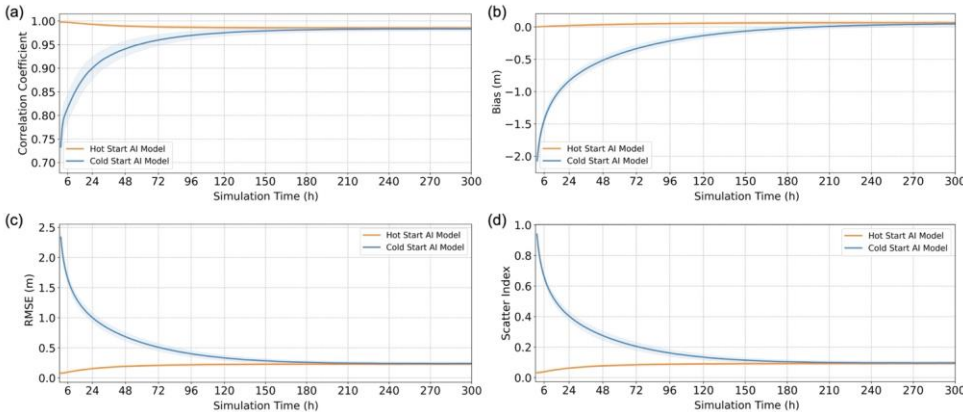 (a)
1.00
0.95
0.90
0.85
0.80
0.75
0.70
Correlation Coefficient
Hot Start AI Model
Cold Start AI Model
6 24 48 72 96 120 150 180 210 240 270 300
Simulation Time (h)
(b)
0.0
−0.5
−1.0
−1.5
−2.0
Bias (m)
Hot Start AI Model
Cold Start AI Model
6 24 48 72 96 120 150 180 210 240 270 300
Simulation Time (h)
(c)
2.5
2.0
1.5
1.0
0.5
0.0
RMSE (m)
Hot Start AI Model
Cold Start AI Model
6 24 48 72 96 120 150 180 210 240 270 300
Simulation Time (h)
(d)
1.0
0.8
0.6
0.4
0.2
0.0
Scatter Index
Hot Start AI Model
Cold Start AI Model
6 24 48 72 96 120 150 180 210 240 270 300
Simulation Time (h)